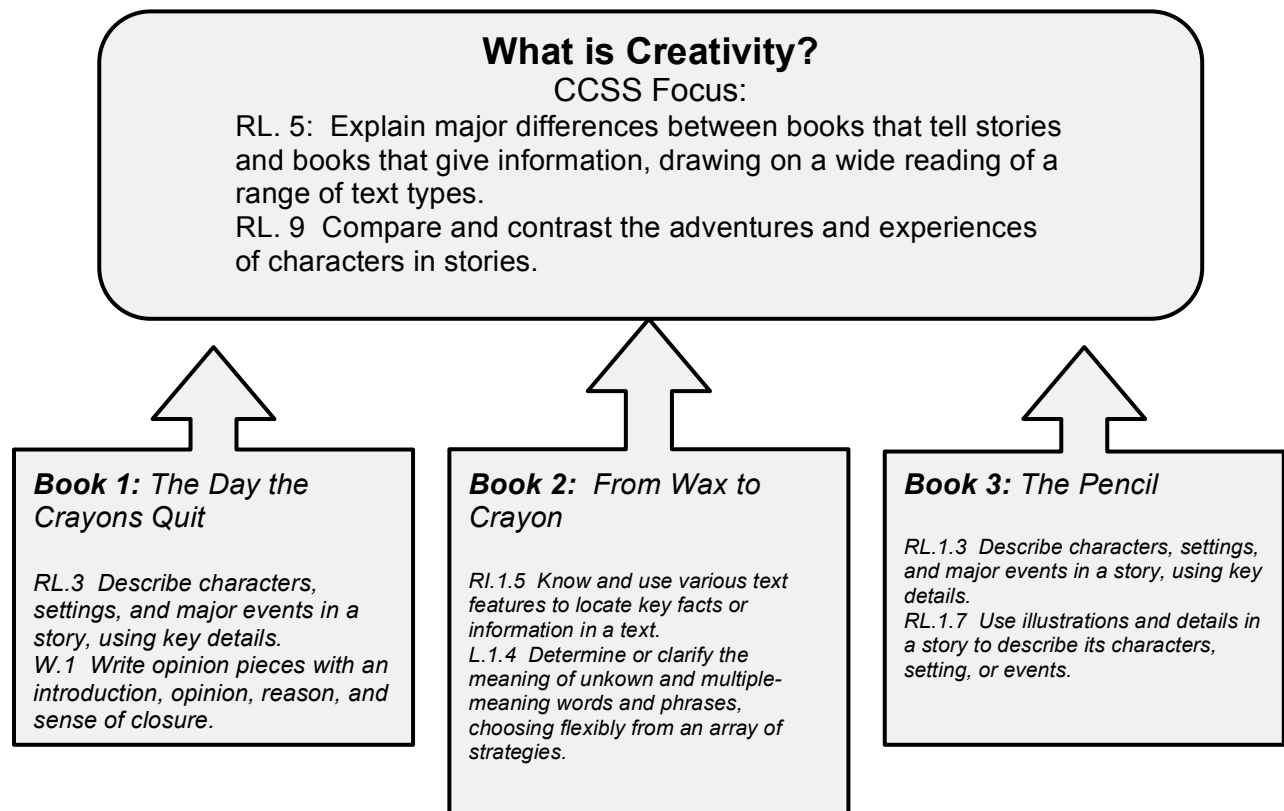 What is Creativity?
CCSS Focus:
RL. 5:  Explain major differences between books that tell stories
and books that give information, drawing on a wide reading of a
range of text types.
RL. 9  Compare and contrast the adventures and experiences
of characters in stories.
Book 1: The Day the
Crayons Quit
RL.3  Describe characters,
settings, and major events in a
story, using key details.
W.1  Write opinion pieces with an
introduction, opinion, reason, and
sense of closure.
Book 2:  From Wax to
Crayon
RI.1.5  Know and use various text
features to locate key facts or
information in a text.
L.1.4  Determine or clarify the
meaning of unkown and multiple-
meaning words and phrases,
choosing flexibly from an array of
strategies.
Book 3: The Pencil
RL.1.3  Describe characters, settings,
and major events in a story, using key
details.
RL.1.7  Use illustrations and details in
a story to describe its characters,
setting, or events.